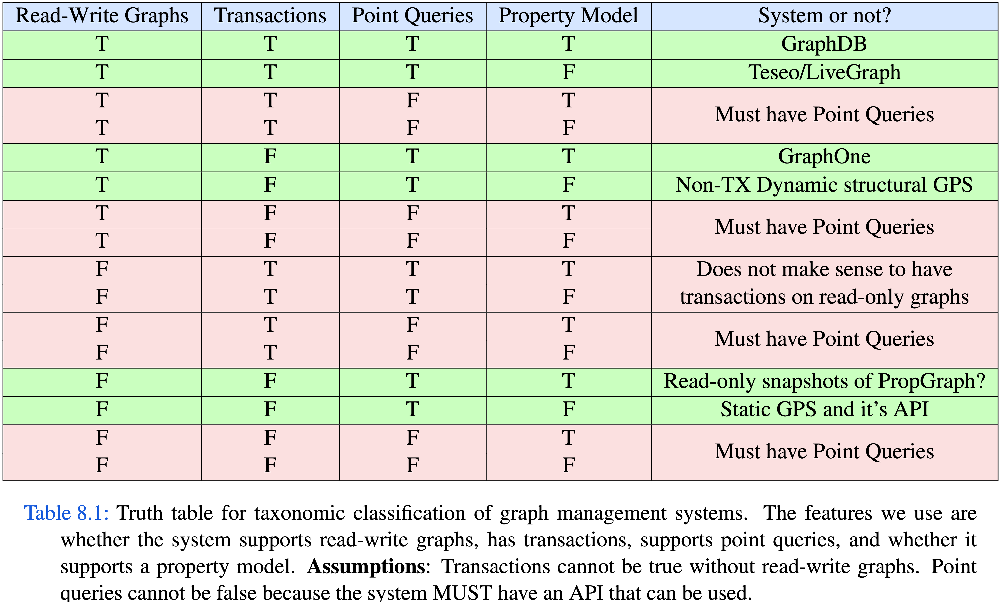 Read-Write Graphs Transactions Point Queries Property Model System or not?
T T T T GraphDB
T T T F Teseo/LiveGraph
T T F T
Must have Point Queries
T T F F
T F T T GraphOne
T F T F Non-TX Dynamic structural GPS
T F F T
Must have Point Queries
T F F F
F T T T Does not make sense to have
F T T F transactions on read-only graphs
F T F T
Must have Point Queries
F T F F
F F T T Read-only snapshots of PropGraph?
F F T F Static GPS and it’s API
F F F T
Must have Point Queries
F F F F
Table 8.1: Truth table for taxonomic classification of graph management systems. The features we use are
whether the system supports read-write graphs, has transactions, supports point queries, and whether it
supports a property model. Assumptions: Transactions cannot be true without read-write graphs. Point
queries cannot be false because the system MUST have an API that can be used.